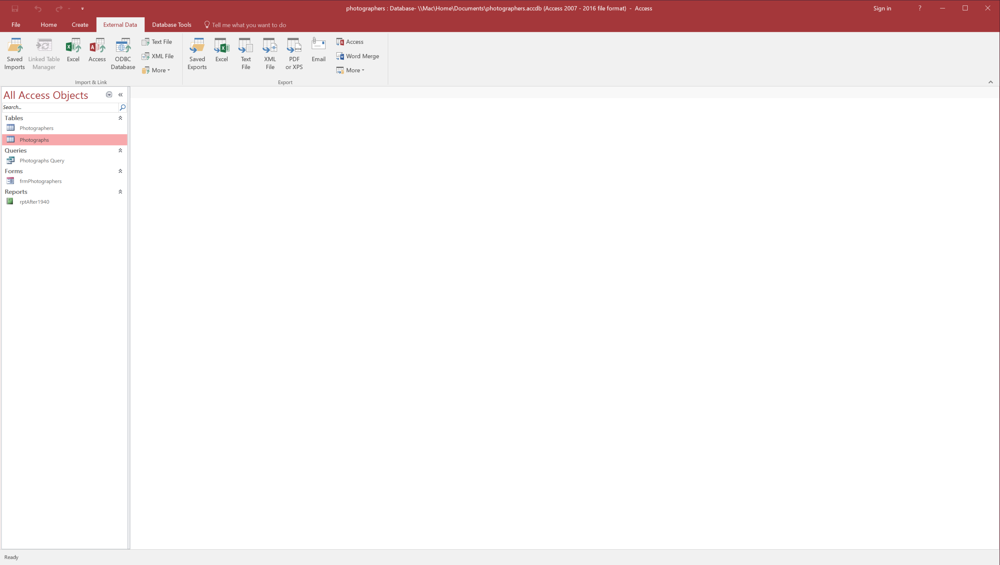 photographers : Database- \\Mac\Home\Documents\photographers.accdb (Access 2007 - 2016 file format) - Access
Sign in
?
File
Home
Create
External Data
Database Tools
Tell me what you want to do
Saved Imports
Linked Table Manager
Excel
Access
ODBC Database
Text File
XML File
More
Import & Link
Saved Exports
Excel
Text File
XML File
PDF or XPS
Email
Access
Word Merge
More
Export
All Access Objects
Search...
Tables
Photographers
Photographs
Queries
Photographs Query
Forms
frmPhotographers
Reports
rptAfter1940
Ready